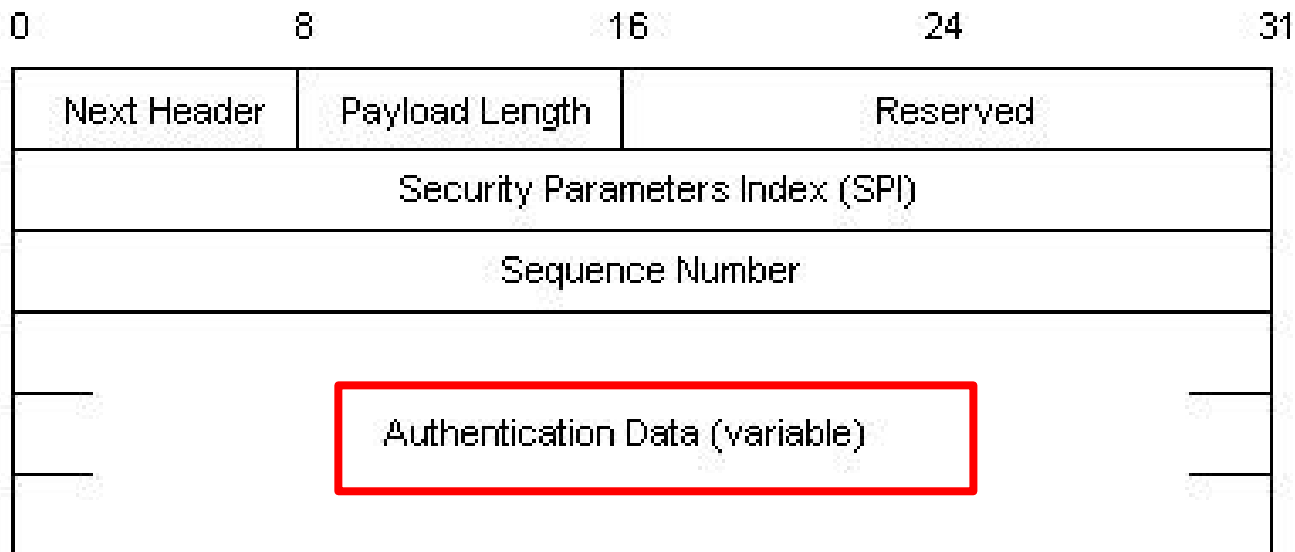 0 8 16 24 31
Next Header Payload Length Reserved
Security Parameters Index (SPI)
Sequence Number
Authentication Data (variable)